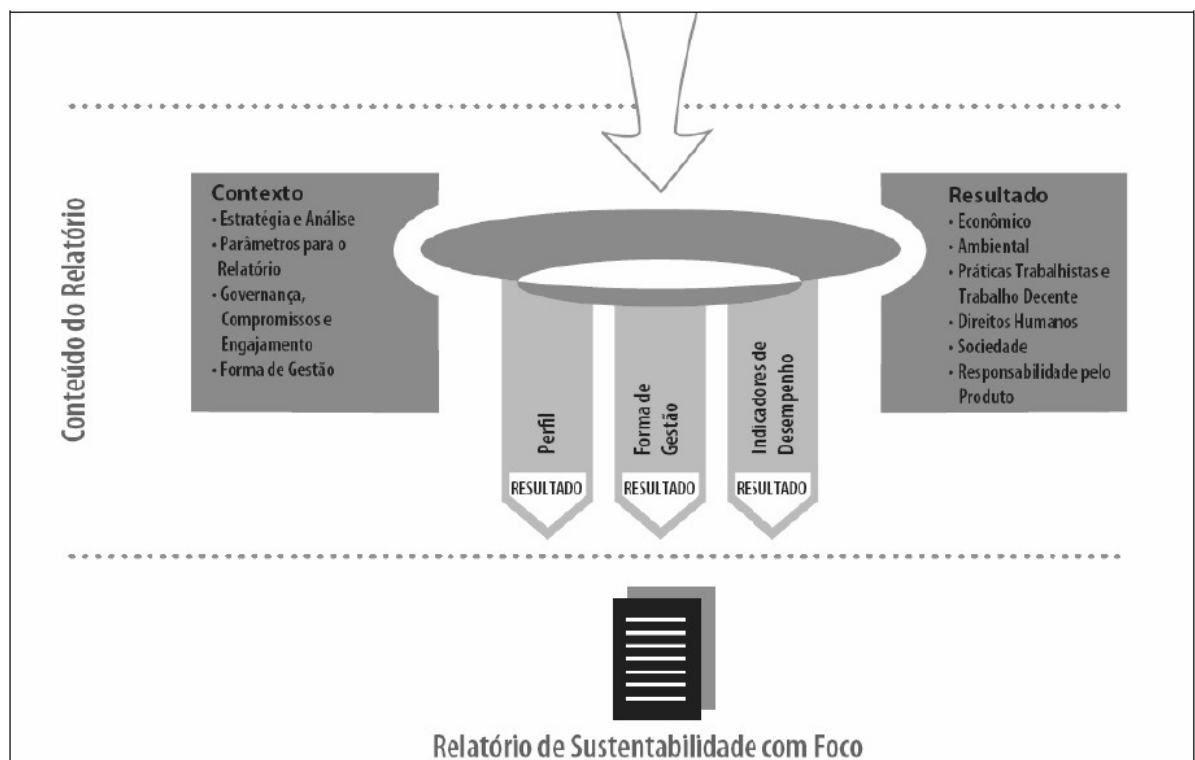 Conteúdo do Relatório
Contexto
• Estratégia e Análise
• Parâmetros para o
Relatório
• Governança,
Compromissos e
Engajamento
• Forma de Gestão
Resultado
• Econômico
• Ambiental
• Práticas Trabalhistas e
Trabalho Decente
• Direitos Humanos
• Sociedade
• Responsabilidade pelo
Produto
Perfil
RESULTADO
Forma de
Gestão
RESULTADO
Indicadores de
Desempenho
RESULTADO
Relatório de Sustentabilidade com Foco